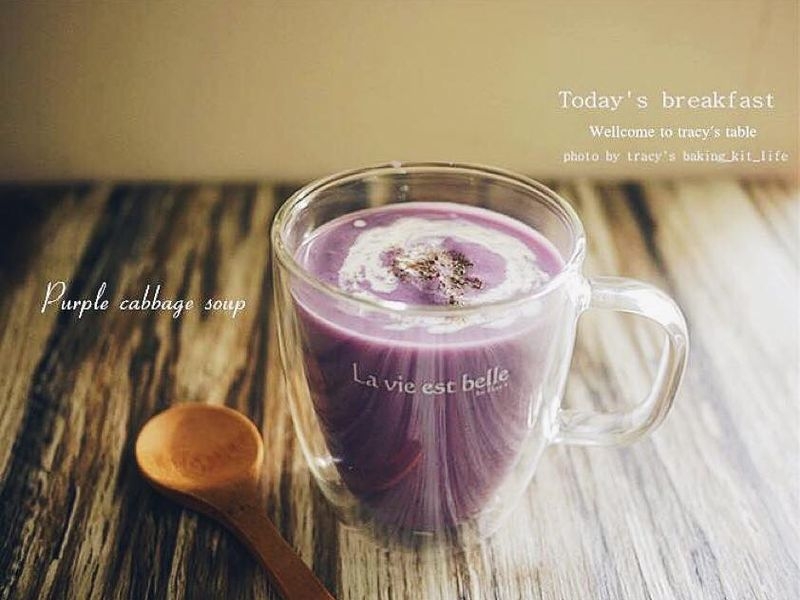 Today's breakfast
Wellcome to tracy's table
photo by tracy's baking_kit_life
Purple cabbage soup
La vie est belle